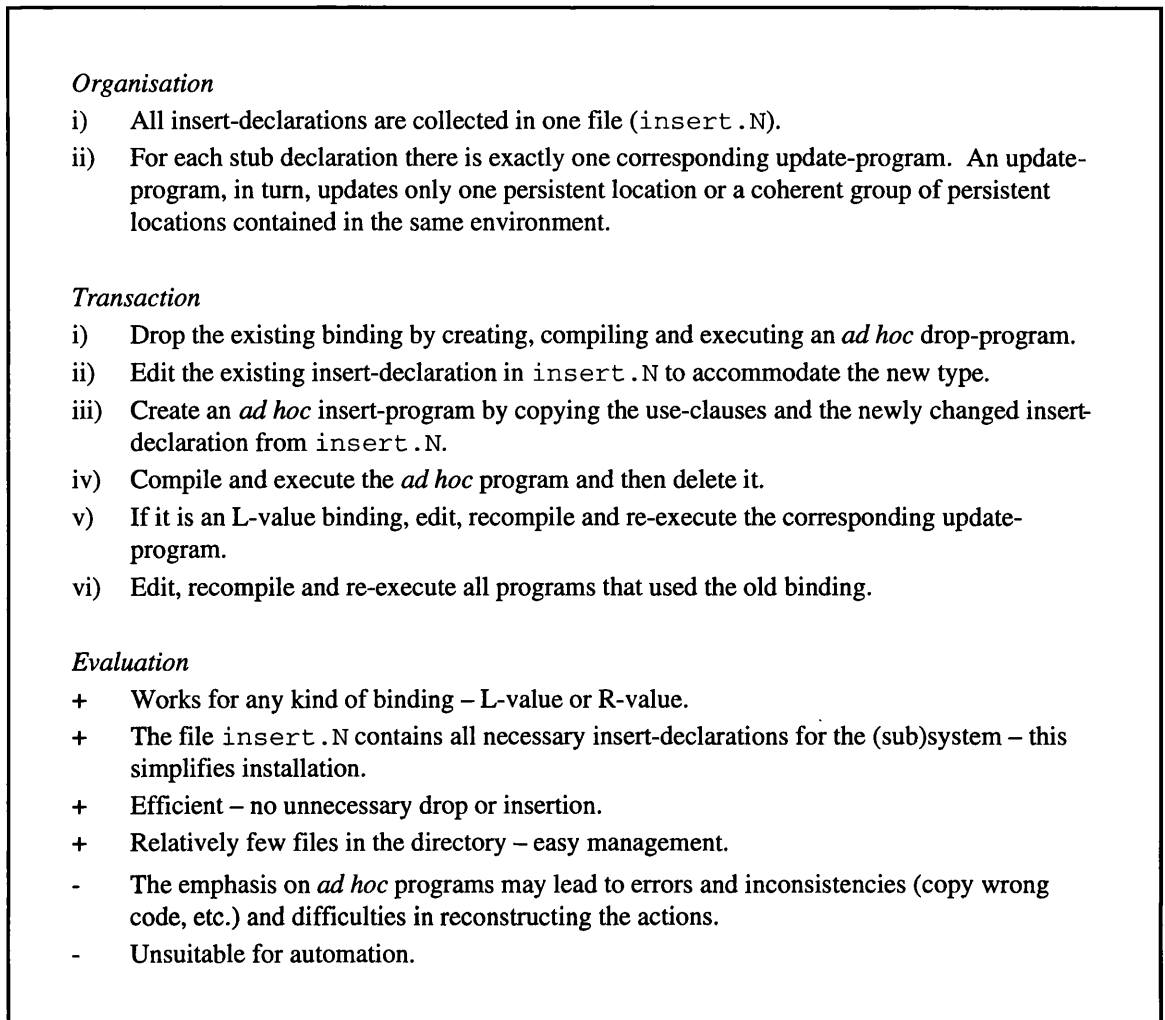 Organisation
i) All insert-declarations are collected in one file (insert.N).
ii) For each stub declaration there is exactly one corresponding update-program. An update-
program, in turn, updates only one persistent location or a coherent group of persistent
locations contained in the same environment.
Transaction
i) Drop the existing binding by creating, compiling and executing an ad hoc drop-program.
ii) Edit the existing insert-declaration in insert.N to accommodate the new type.
iii) Create an ad hoc insert-program by copying the use-clauses and the newly changed insert-
declaration from insert.N.
iv) Compile and execute the ad hoc program and then delete it.
v) If it is an L-value binding, edit, recompile and re-execute the corresponding update-
program.
vi) Edit, recompile and re-execute all programs that used the old binding.
Evaluation
+ Works for any kind of binding – L-value or R-value.
+ The file insert.N contains all necessary insert-declarations for the (sub)system – this
simplifies installation.
+ Efficient – no unnecessary drop or insertion.
+ Relatively few files in the directory – easy management.
- The emphasis on ad hoc programs may lead to errors and inconsistencies (copy wrong
code, etc.) and difficulties in reconstructing the actions.
- Unsuitable for automation.